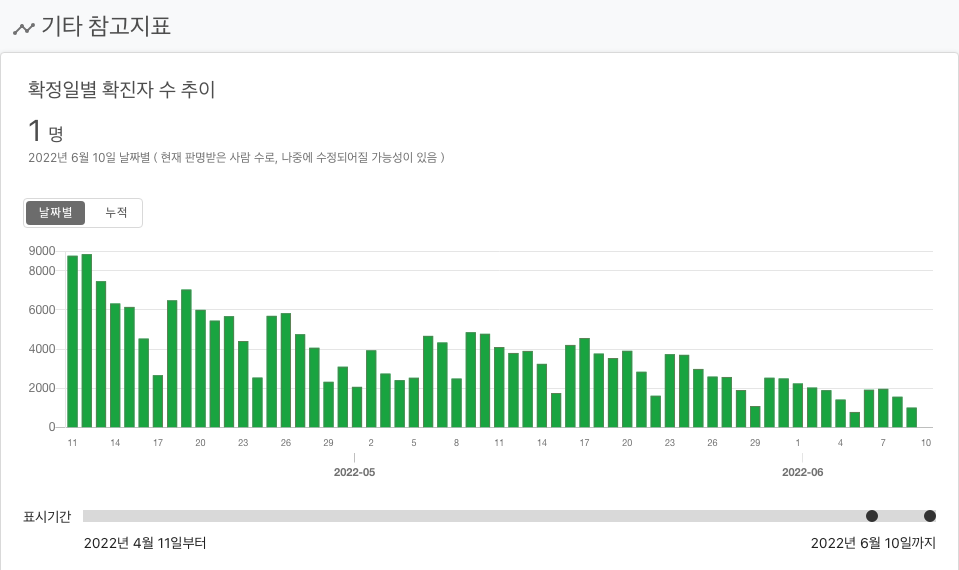 기타 참고지표
확정일별 확진자 수 추이
1 명
2022년 6월 10일 날짜별 ( 현재 판명받은 사람 수로, 나중에 수정되어질 가능성이 있음 )
날짜별 누적
9000
8000
6000
4000
2000
0
11 14 17 20 23 26 29 2 5 8 11 14 17 20 23 26 29 1 4 7 10
2022-05 2022-06
표시기간
2022년 4월 11일부터 2022년 6월 10일까지